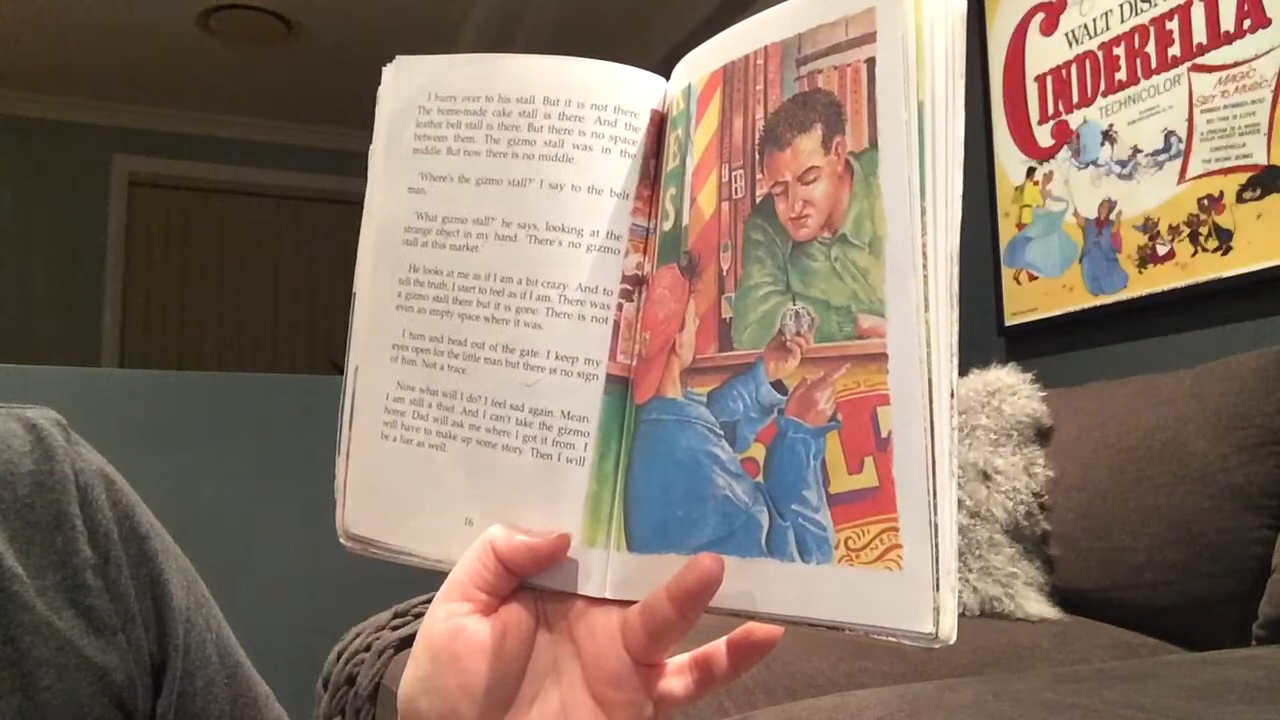 I hurry over to his stall. But it is not there.
The home-made cake stall is there. And the
leather belt stall is there. But there is no space
between them. The gizmo stall was in the
middle. But now there is no middle.
'Where's the gizmo stall?' I say to the belt
man.
'What gizmo stall?' he says, looking at the
strange object in my hand. 'There's no gizmo
stall at this market.'
He looks at me as if I am a bit crazy. And to
tell the truth, I start to feel as if I am. There was
a gizmo stall there but it is gone. There is not
even an empty space where it was.
I turn and head out of the gate. I keep my
eyes open for the little man but there is no sign
of him. Not a trace.
Now what will I do? I feel sad again. Mean.
I am still a thief. And I can't take the gizmo
home. Dad will ask me where I got it from. I
will have to make up some story. Then I will
be a liar as well.
16
ES
LT
FINEST
WALT DISN
CINDERELLA
TECHNICOLOR
MAGIC
SET TO MUSIC!
BIBBIDI-BOBBIDI-BOO
SO THIS IS LOVE
A DREAM IS A WISH
YOUR HEART MAKES
CINDERELLA
THE WORK SONG